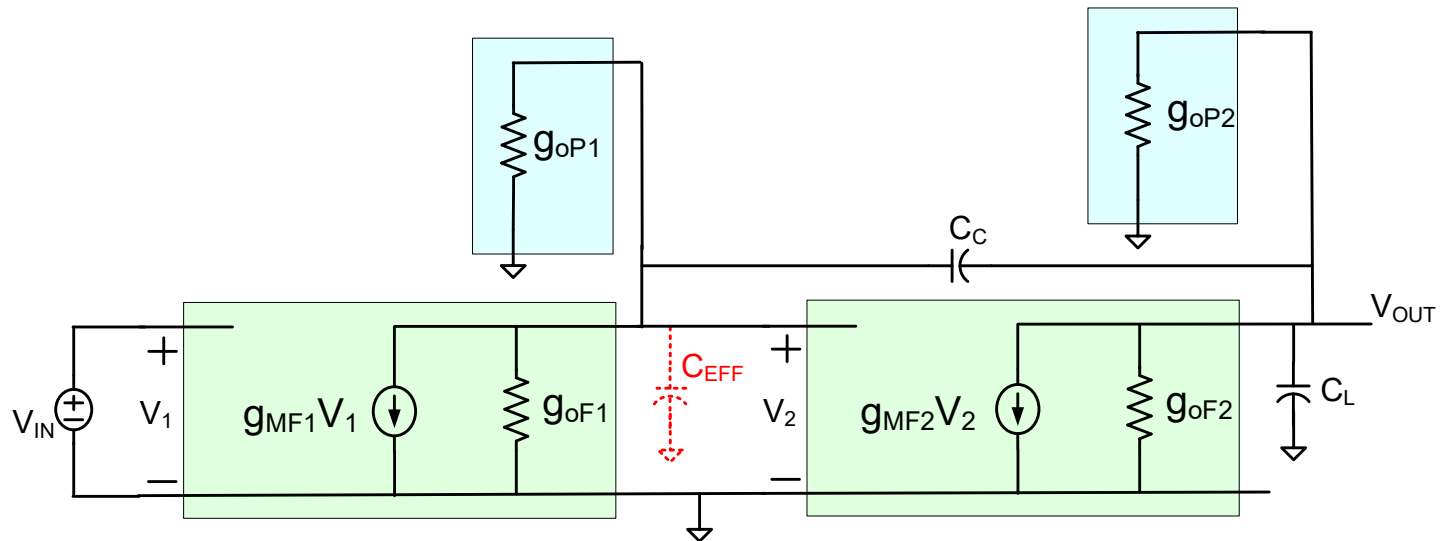 goP1
goP2
CC
VOUT
+
V1
−
VIN
gMF1V1
goF1
CEFF
+
V2
−
gMF2V2
goF2
CL